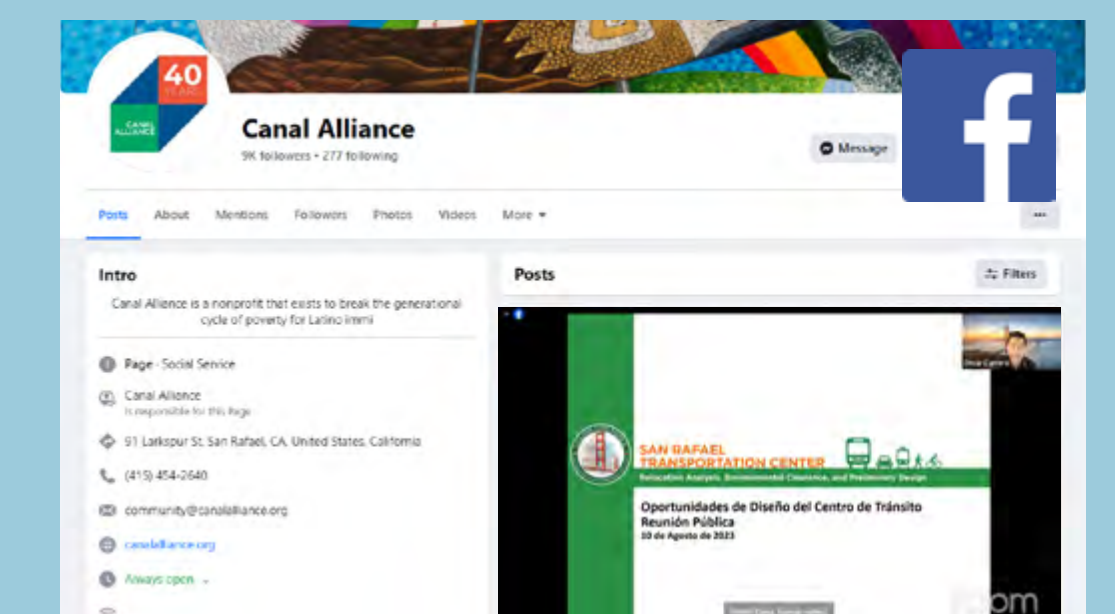 40
YEARS
CANAL
ALLIANCE
Canal Alliance
9K followers • 277 following
Message
f
Posts About Mentions Followers Photos Videos More
Intro
Canal Alliance is a nonprofit that exists to break the generational
cycle of poverty for Latino immi
Page · Social Service
Canal Alliance
is responsible for this Page
91 Larkspur St, San Rafael, CA, United States, California
(415) 454-2640
community@canalalliance.org
canalalliance.org
Always open
Posts
Filters
SAN RAFAEL
TRANSPORTATION CENTER
Relocation Analysis, Environmental Clearance, and Preliminary Design
Oportunidades de Diseño del Centro de Tránsito
Reunión Pública
10 de Agosto de 2023